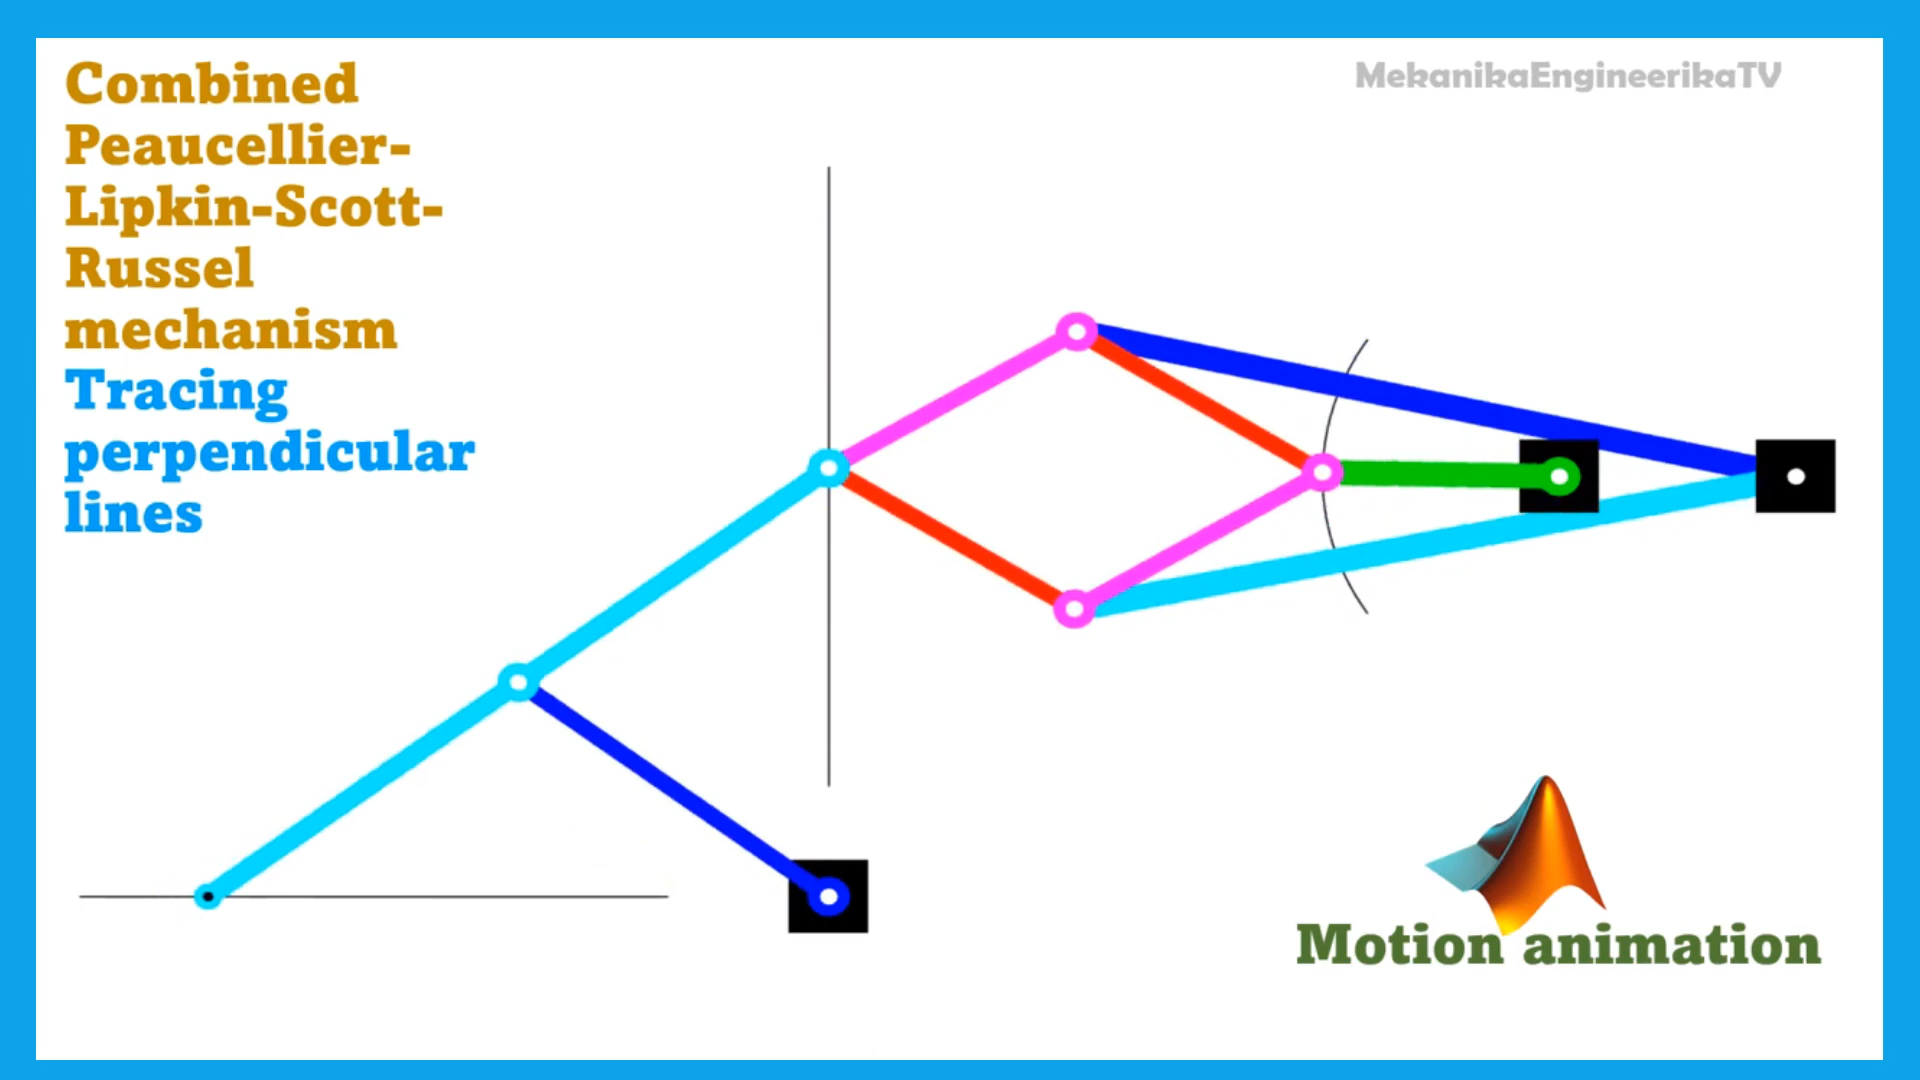 Combined
Peaucellier-
Lipkin-Scott-
Russel
mechanism
Tracing
perpendicular
lines
MekanikaEngineerikaTV
Motion animation